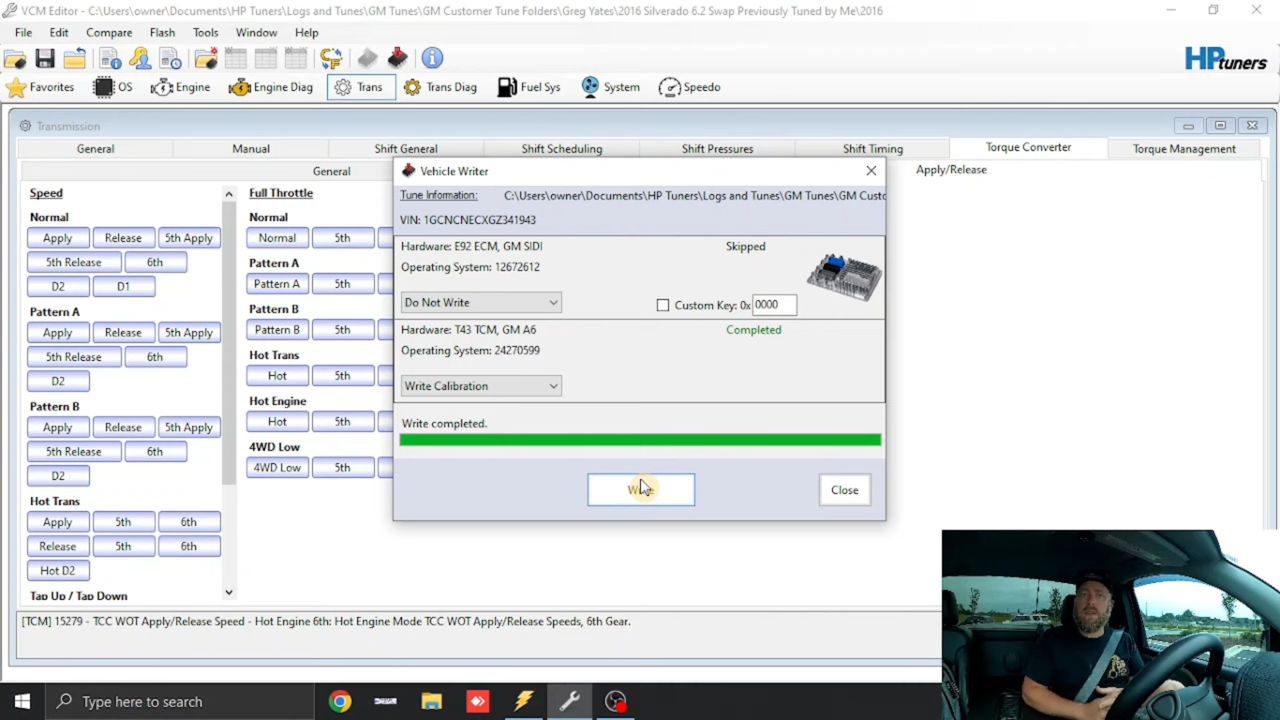 VCM Editor - C:\Users\owner\Documents\HP Tuners\Logs and Tunes\GM Tunes\GM Customer Tune Folders\Greg Yates\2016 Silverado 6.2 Swap Previously Tuned by Me\2016
File Edit Compare Flash Tools Window Help
HP tuners
Favorites OS Engine Engine Diag Trans Trans Diag Fuel Sys System Speedo
Transmission
General Manual Shift General Shift Scheduling Shift Pressures Shift Timing Torque Converter Torque Management
General Apply/Release
Speed
Normal
Apply Release 5th Apply
5th Release 6th
D2 D1
Pattern A
Apply Release 5th Apply
5th Release 6th
D2
Pattern B
Apply Release 5th Apply
5th Release 6th
D2
Hot Trans
Apply 5th 6th
Release 5th 6th
Hot D2
Tap Up / Tap Down
Full Throttle
Normal
Normal 5th
Pattern A
Pattern A 5th
Pattern B
Pattern B 5th
Hot Trans
Hot 5th
Hot Engine
Hot 5th
4WD Low
4WD Low 5th
Vehicle Writer
Tune Information: C:\Users\owner\Documents\HP Tuners\Logs and Tunes\GM Tunes\GM Custo
VIN: 1GCNCNECXGZ341943
Hardware: E92 ECM, GM SIDI Skipped
Operating System: 12672612
Do Not Write Custom Key: 0x 0000
Hardware: T43 TCM, GM A6 Completed
Operating System: 24270599
Write Calibration
Write completed.
Close
[TCM] 15279 - TCC WOT Apply/Release Speed - Hot Engine 6th: Hot Engine Mode TCC WOT Apply/Release Speeds, 6th Gear.
Type here to search